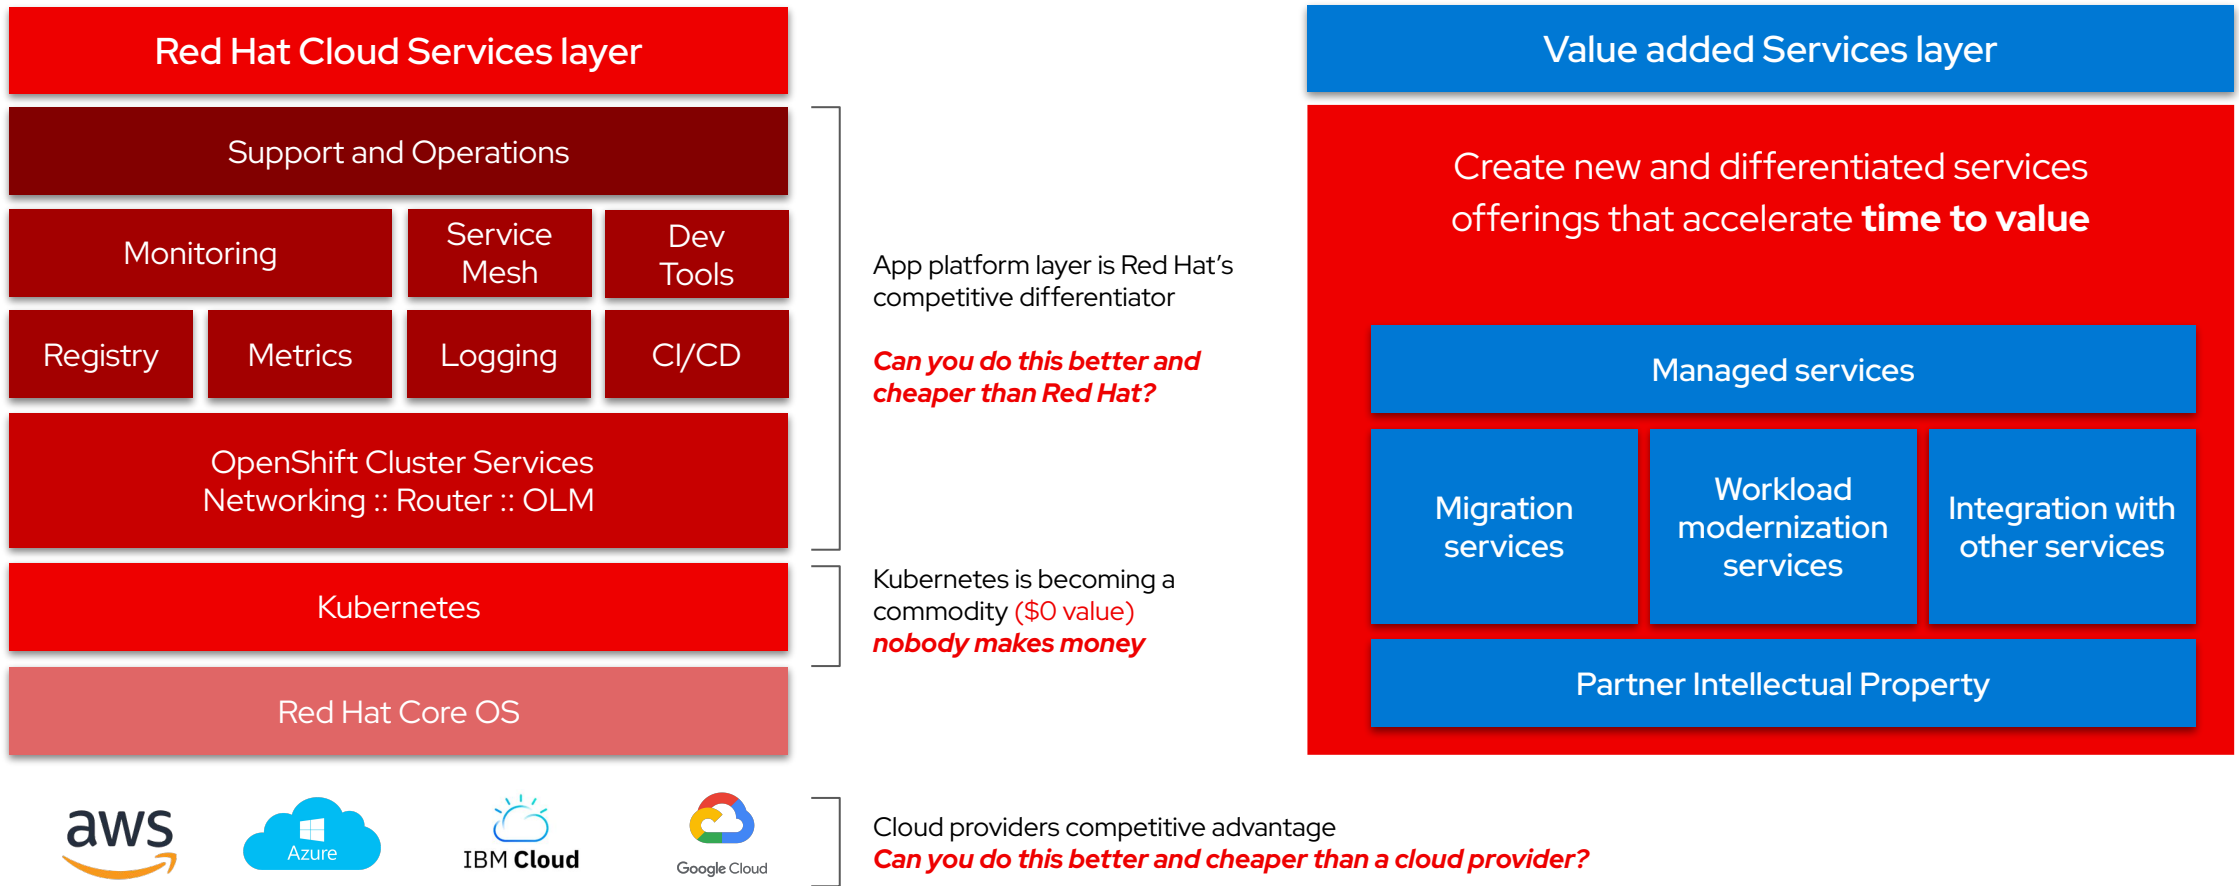 Red Hat Cloud Services layer
Support and Operations
Monitoring
Service
Mesh
Dev
Tools
Registry
Metrics
Logging
CI/CD
OpenShift Cluster Services
Networking :: Router :: OLM
Kubernetes
Red Hat Core OS
aws
Azure
IBM Cloud
Google Cloud
App platform layer is Red Hat's
competitive differentiator
Can you do this better and
cheaper than Red Hat?
Kubernetes is becoming a
commodity ($0 value)
nobody makes money
Cloud providers competitive advantage
Can you do this better and cheaper than a cloud provider?
Value added Services layer
Create new and differentiated services
offerings that accelerate time to value
Managed services
Migration
services
Workload
modernization
services
Integration with
other services
Partner Intellectual Property